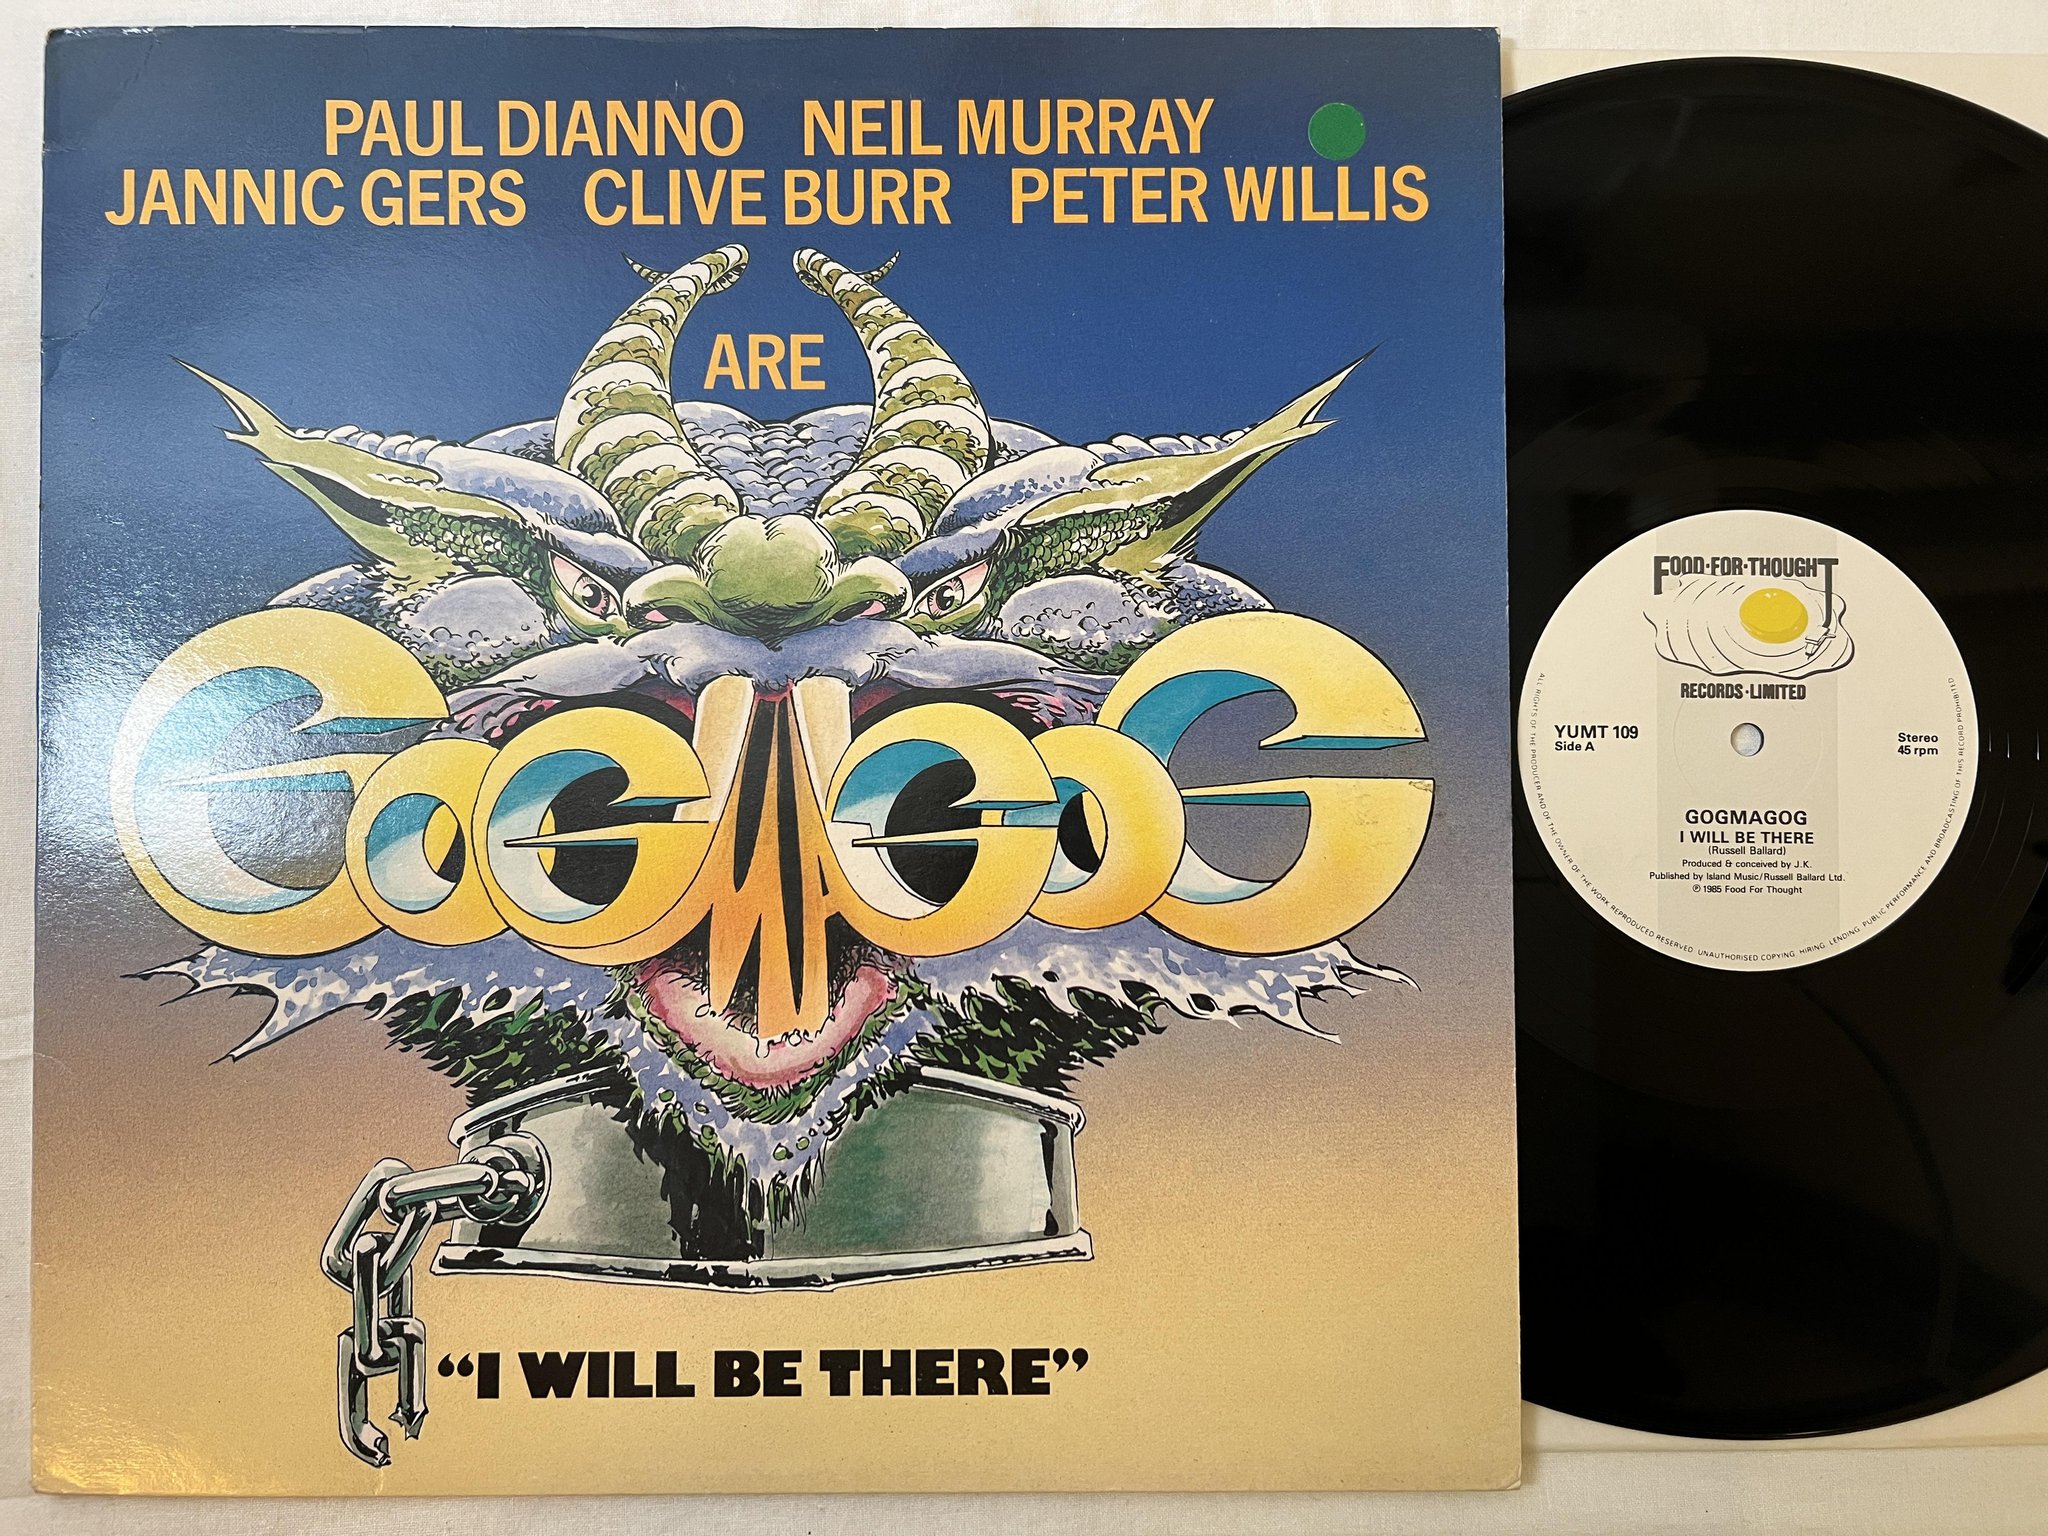 PAUL DIANNO NEIL MURRAY
JANNIC GERS CLIVE BURR PETER WILLIS
ARE
GOGMAGOG
“I WILL BE THERE”
FOOD·FOR·THOUGHT
RECORDS·LIMITED
YUMT 109
Side A
Stereo
45 rpm
GOGMAGOG
I WILL BE THERE
(Russell Ballard)
Produced & conceived by J.K.
Published by Island Music/Russell Ballard Ltd.
℗ 1985 Food For Thought
ALL RIGHTS OF THE PRODUCER AND OF THE OWNER OF THE WORK REPRODUCED RESERVED. UNAUTHORISED COPYING, HIRING, LENDING, PUBLIC PERFORMANCE AND BROADCASTING OF THIS RECORD PROHIBITED.